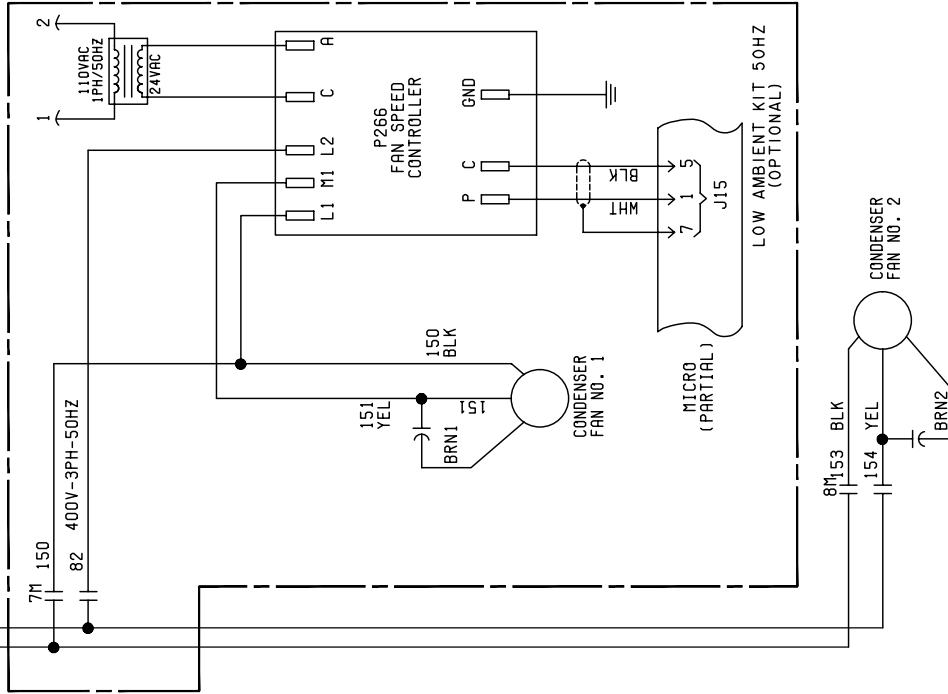 2
1
110VAC
1PH/50HZ
24VAC
A
C
L2
M1
L1
P266
FAN SPEED
CONTROLLER
GND
C
P
BLK
WHT
5
1
7
J15
LOW AMBIENT KIT 50HZ
(OPTIONAL)
MICRO
(PARTIAL)
CONDENSER
FAN NO. 2
150
BLK
151
YEL
151
BRN1
CONDENSER
FAN NO. 1
400V-3PH-50HZ
7M
150
82
8M
153
BLK
154
YEL
BRN2